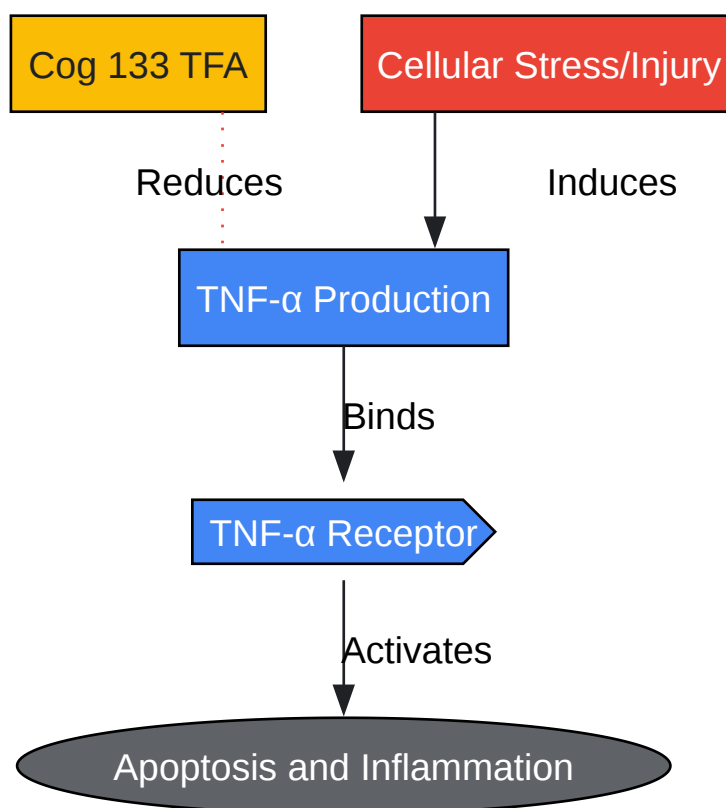 Cog 133 TFA
Cellular Stress/Injury
Reduces
Induces
TNF-α Production
Binds
TNF-α Receptor
Activates
Apoptosis and Inflammation